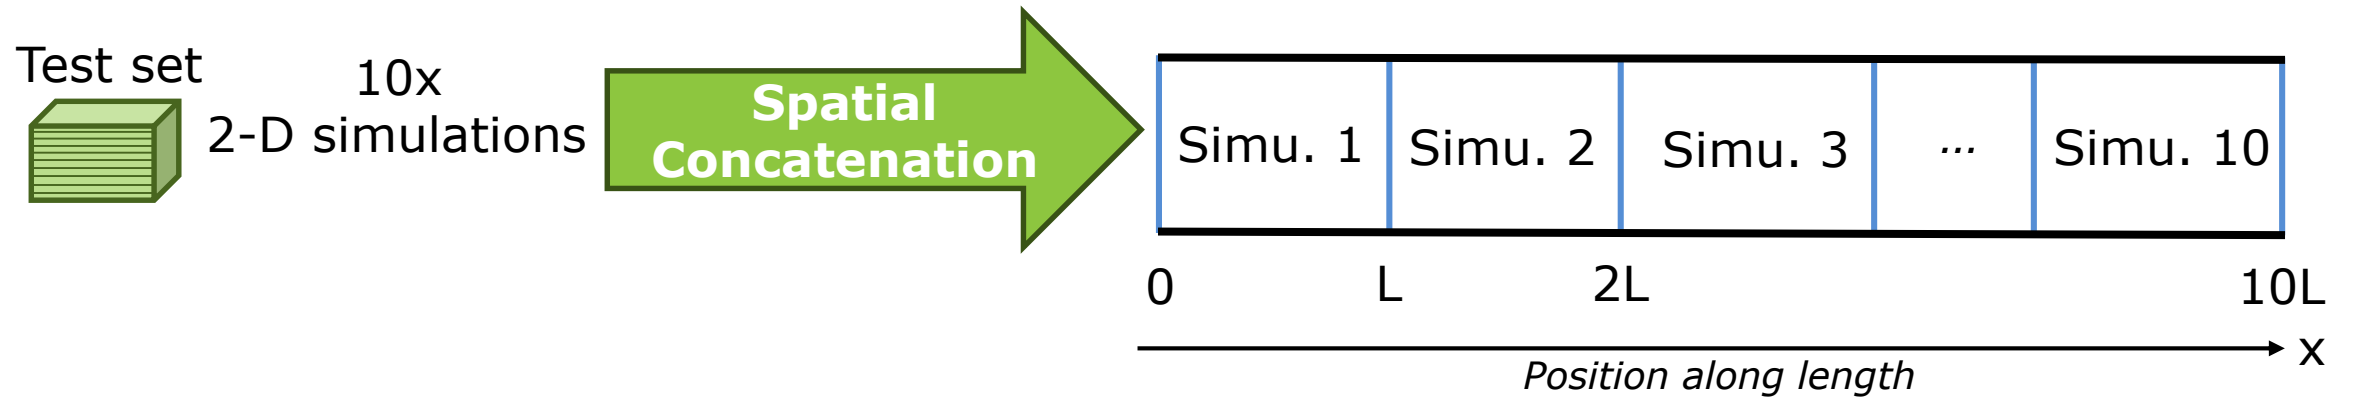 Test set
10x
2-D simulations
Spatial
Concatenation
Simu. 1
Simu. 2
Simu. 3
...
Simu. 10
0
L
2L
10L
x
Position along length